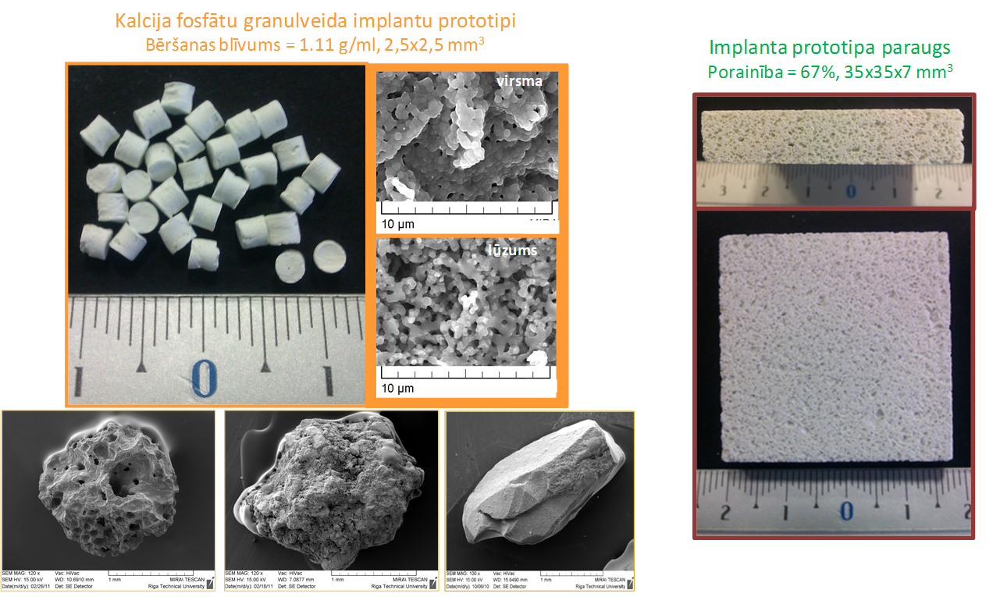 Kalcija fosfātu granulveida implantu prototipi
Bēršanas blīvums = 1.11 g/ml, 2,5x2,5 mm³
virsma
10 µm
lūzums
10 µm
1 0 1
SEM MAG: 120 x Vac: HiVac
SEM HV: 15.00 kV WD: 10.6910 mm 1 mm MIRA\ TESCAN
Date(m/d/y): 02/26/11 Det: SE Detector Riga Technical University
SEM MAG: 120 x Vac: HiVac
SEM HV: 15.00 kV WD: 7.0877 mm 1 mm MIRA\ TESCAN
Date(m/d/y): 02/18/11 Det: SE Detector Riga Technical University
SEM MAG: 100 x Vac: HiVac
SEM HV: 15.00 kV WD: 15.6490 mm 1 mm MIRA\ TESCAN
Date(m/d/y): 10/06/10 Det: SE Detector Riga Technical University
Implanta prototipa paraugs
Porainība = 67%, 35x35x7 mm³
3 2 1 0 1 2
2 1 0 1 2